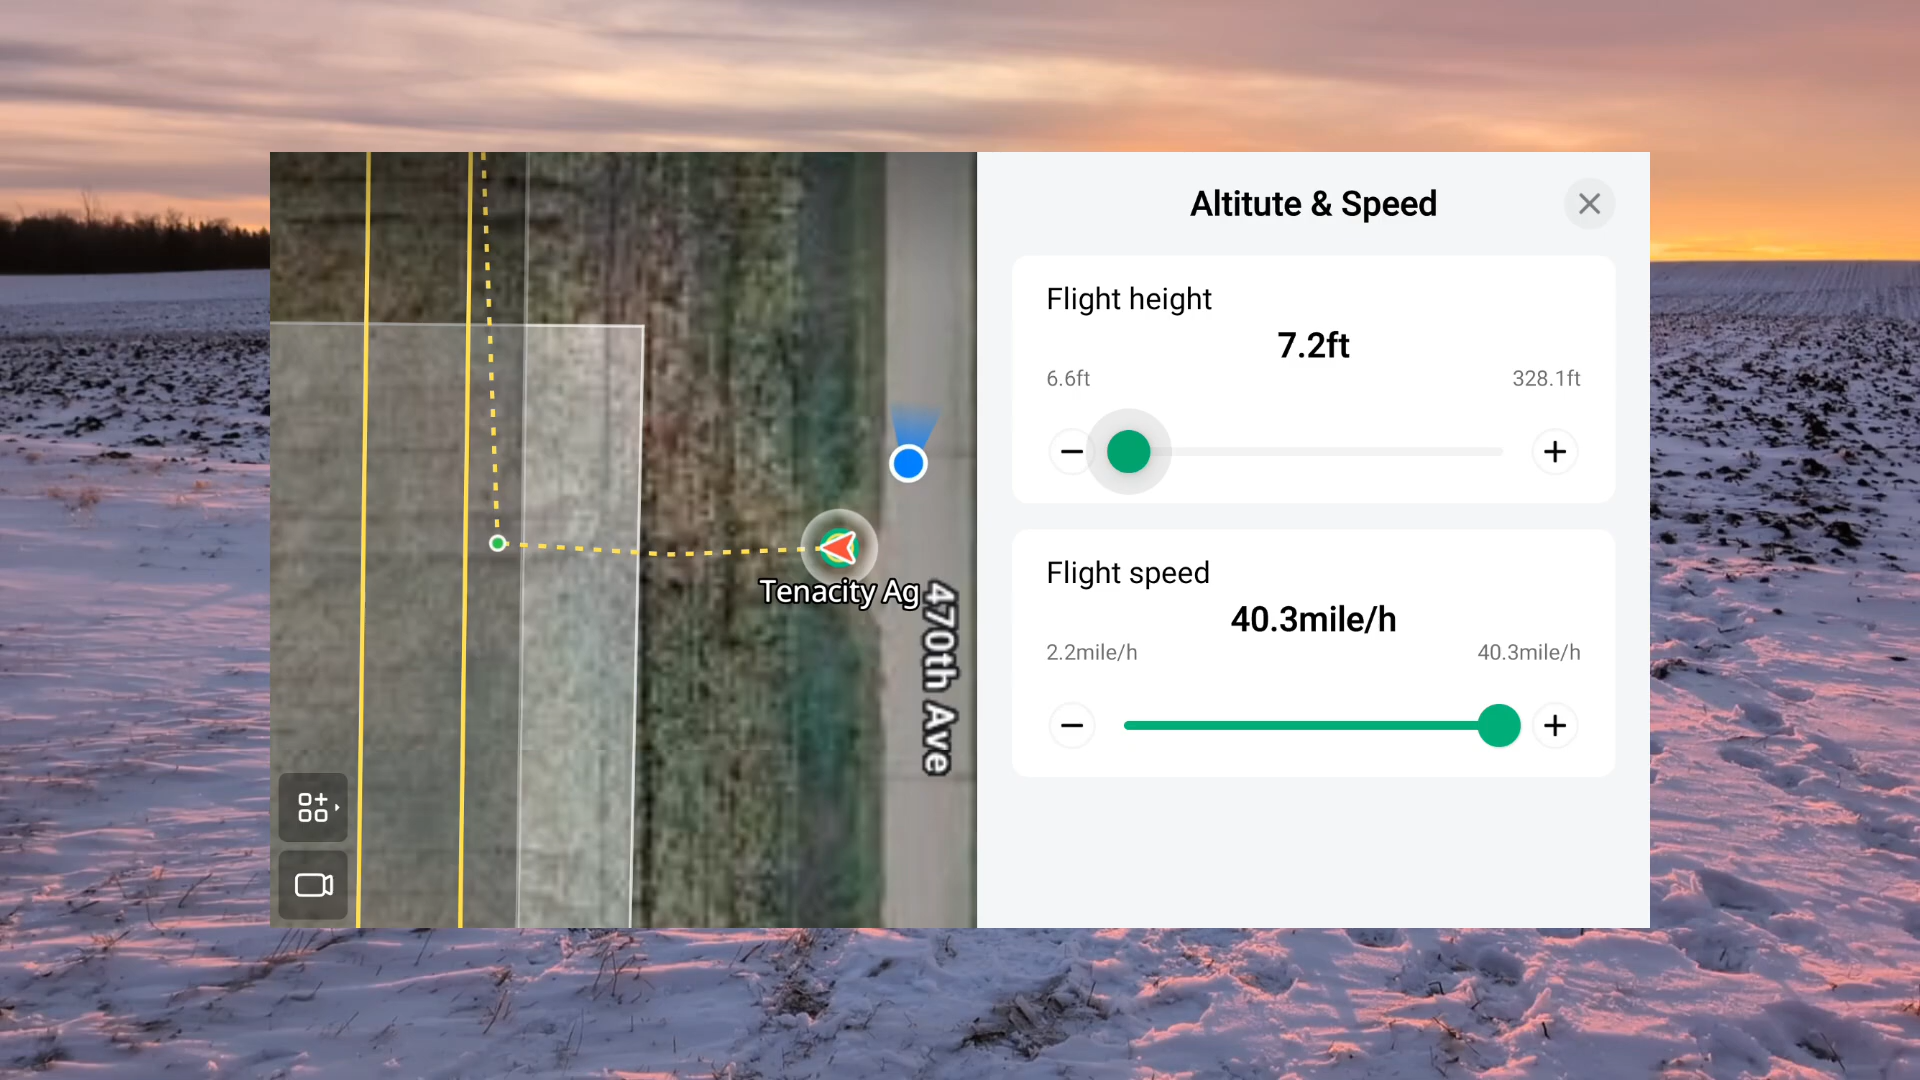 Tenacity Ag
470th Ave
Altitute & Speed
Flight height
7.2ft
6.6ft 328.1ft
Flight speed
40.3mile/h
2.2mile/h 40.3mile/h